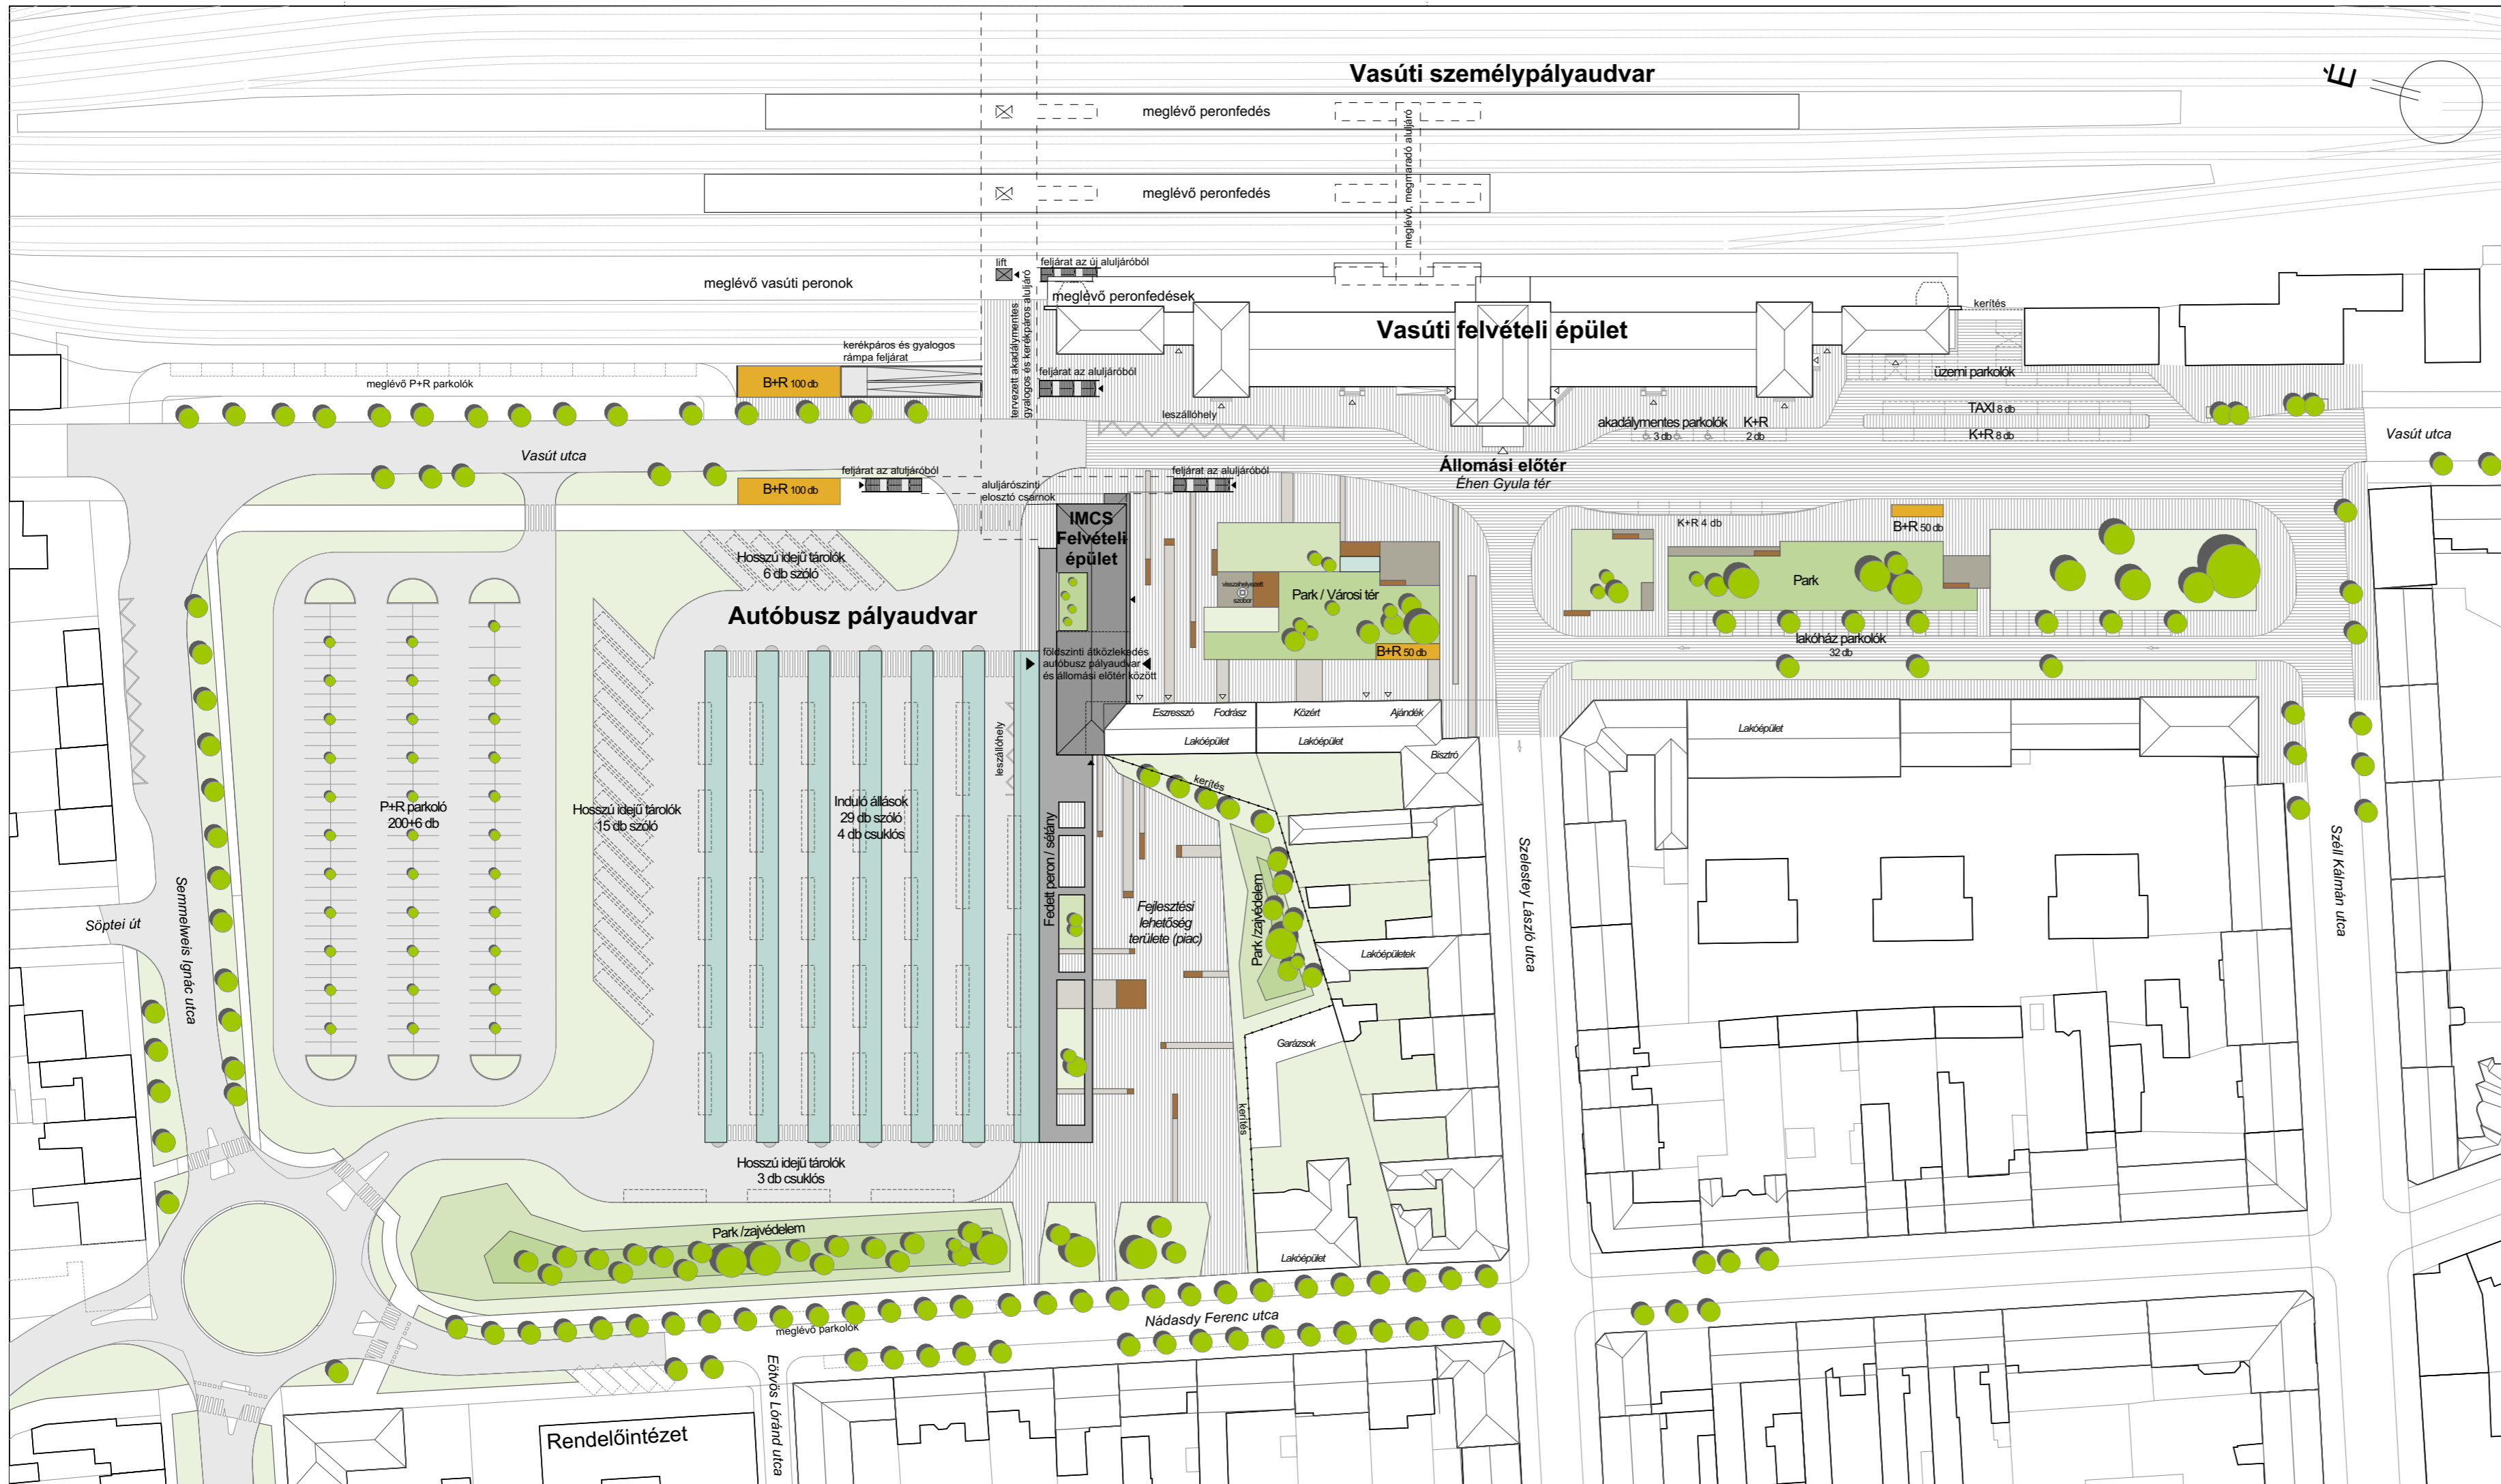 Vasúti személypályaudvar
É
meglévő peronfedés
meglévő, megmaradó aluljáró
meglévő peronfedés
lift
feljárat az új aluljáróból
meglévő vasúti peronok
meglévő peronfedések
tervezett akadálymentes
gyalogos és kerékpáros aluljáró
kerítés
Vasúti felvételi épület
kerékpáros és gyalogos
rámpa feljárat
meglévő P+R parkolók
B+R 100 db
feljárat az aluljáróból
üzemi parkolók
leszállóhely
TAXI 8 db
akadálymentes parkolók
3 db
K+R
2 db
K+R 8 db
Vasút utca
Vasút utca
Állomási előtér
Éhen Gyula tér
feljárat az aluljáróból
feljárat az aluljáróból
B+R 100 db
aluljárószinti
elosztó csarnok
IMCS
Felvételi
épület
K+R 4 db
B+R 50 db
Hosszú idejű tárolók
6 db szóló
visszahelyezett
szobor
Park / Városi tér
Park
Autóbusz pályaudvar
földszinti átközlekedés
autóbusz pályaudvar
és állomási előtér között
B+R 50 db
lakóház parkolók
32 db
Eszresszó
Fodrász
Közért
Ajándék
Lakóépület
Lakóépület
Bisztró
Lakóépület
leszállóhely
kerítés
P+R parkoló
200+6 db
Hosszú idejű tárolók
15 db szóló
Induló állások
29 db szóló
4 db csuklós
Fedett peron / sétány
Fejlesztési
lehetőség
területe (piac)
Park /zajvédelem
Szelestey László utca
Széll Kálmán utca
Söptei út
Semmelweis Ignác utca
Lakóépületek
Garázsok
kerítés
Hosszú idejű tárolók
3 db csuklós
Park /zajvédelem
Lakóépület
meglévő parkolók
Nádasdy Ferenc utca
Eötvös Lóránd utca
Rendelőintézet